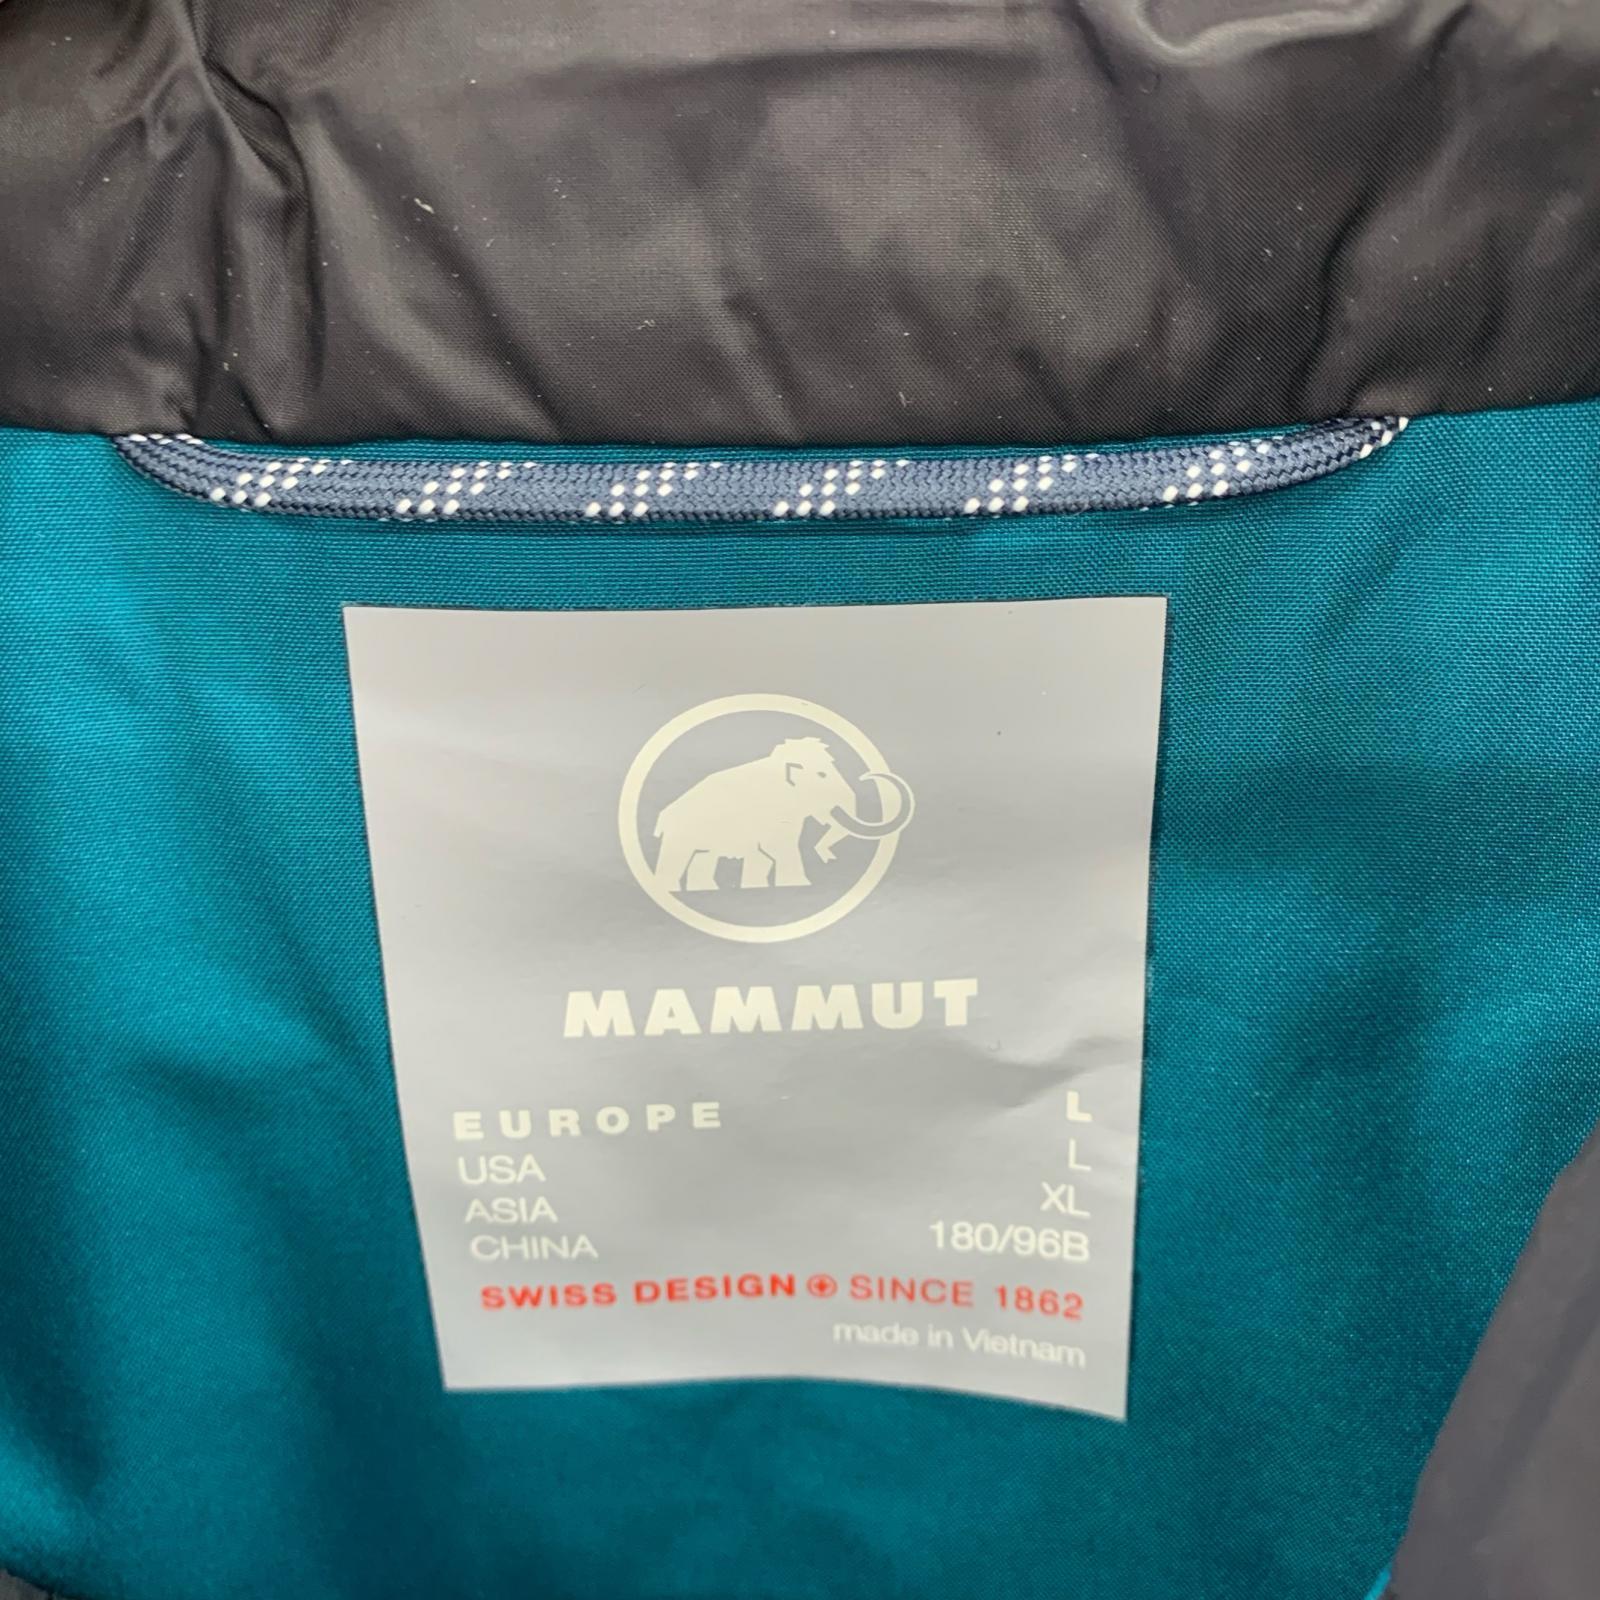 MAMMUT
EUROPE L
USA L
ASIA XL
CHINA 180/96B
SWISS DESIGN SINCE 1862
made in Vietnam